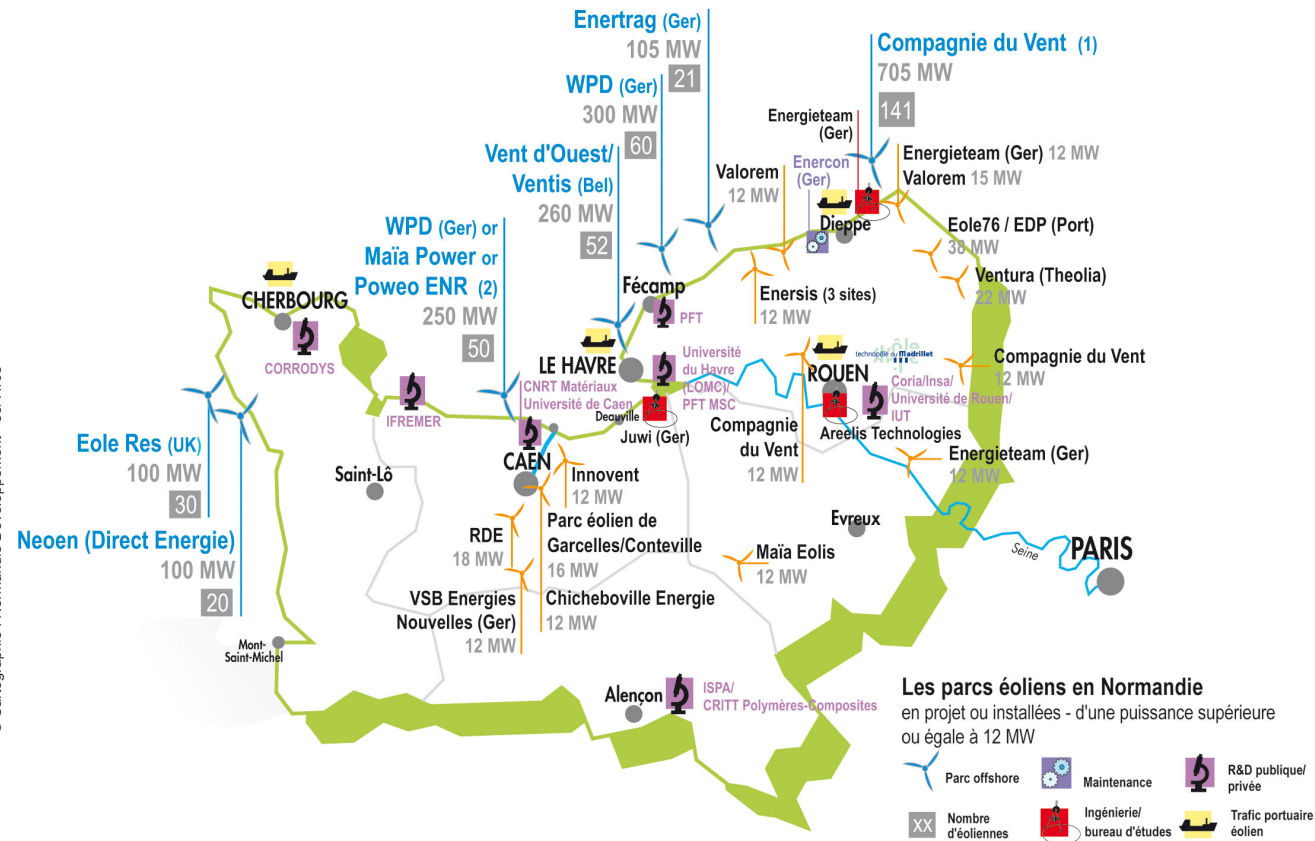 Enertrag (Ger)
105 MW
21
WPD (Ger)
300 MW
60
Vent d'Ouest/
Ventis (Bel)
260 MW
52
WPD (Ger) or
Maïa Power or
Poweo ENR (2)
250 MW
50
Compagnie du Vent (1)
705 MW
141
Energieteam
(Ger)
Enercon
(Ger)
Valorem
12 MW
Energieteam (Ger) 12 MW
Valorem 15 MW
Dieppe
Eole76 / EDP (Port)
38 MW
Ventura (Theolia)
22 MW
Enersis (3 sites)
12 MW
Fécamp
PFT
CHERBOURG
CORRODYS
IFREMER
LE HAVRE
Université
du Havre
(LOMC)/
PFT MSC
CNRT Matériaux
Université de Caen
Deauville
Juwi (Ger)
technopôle du Madrillet
ROUEN
Coria/Insa/
Université de Rouen/
IUT
Areelis Technologies
Compagnie du Vent
12 MW
Compagnie
du Vent
12 MW
Energieteam (Ger)
12 MW
Eole Res (UK)
100 MW
30
Neoen (Direct Energie)
100 MW
20
Saint-Lô
CAEN
Innovent
12 MW
RDE
18 MW
Parc éolien de
Garcelles/Conteville
16 MW
VSB Energies
Nouvelles (Ger)
12 MW
Chicheboville Energie
12 MW
Maïa Eolis
12 MW
Evreux
Seine
PARIS
Mont-
Saint-Michel
Alençon
ISPA/
CRITT Polymères-Composites
Les parcs éoliens en Normandie
en projet ou installées - d'une puissance supérieure
ou égale à 12 MW
Parc offshore
Maintenance
R&D publique/
privée
XX
Nombre
d'éoliennes
Ingénierie/
bureau d'études
Trafic portuaire
éolien